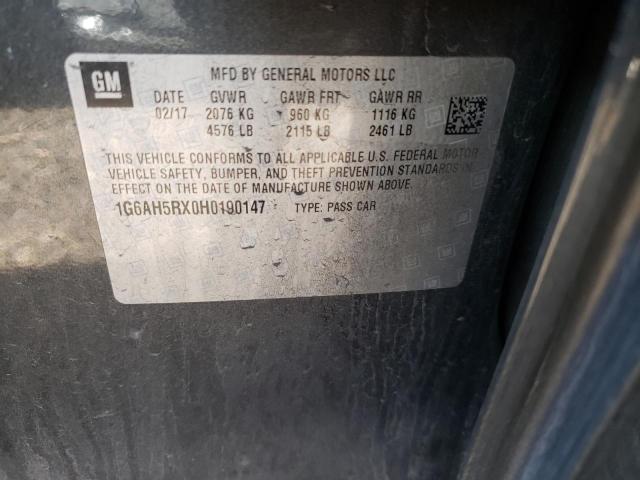 GM
MFD BY GENERAL MOTORS LLC
DATE GVWR GAWR FRT GAWR RR
02/17 2076 KG 960 KG 1116 KG
4576 LB 2115 LB 2461 LB
THIS VEHICLE CONFORMS TO ALL APPLICABLE U.S. FEDERAL MOTOR
VEHICLE SAFETY, BUMPER, AND THEFT PREVENTION STANDARDS IN
EFFECT ON THE DATE OF MANUFACTURE SHOWN ABOVE.
1G6AH5RX0H0190147 TYPE: PASS CAR